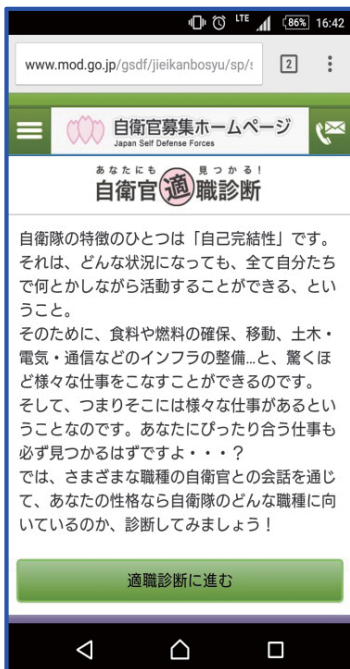 LTE 86% 16:42
www.mod.go.jp/gsdf/jieikanbosyu/sp/s 2
自衛官募集ホームページ
Japan Self Defense Forces
あなたにも 見つかる!
自衛官 適 職診断
自衛隊の特徴のひとつは「自己完結性」です。
それは、どんな状況になっても、全て自分たち
で何とかしながら活動することができる、とい
うこと。
そのために、食料や燃料の確保、移動、土木・
電気・通信などのインフラの整備…と、驚くほ
ど様々な仕事をこなすことができるのです。
そして、つまりそこには様々な仕事があるとい
うことなのです。あなたにぴったり合う仕事も
必ず見つかるはずですよ・・・?
では、さまざまな職種の自衛官との会話を通じ
て、あなたの性格なら自衛隊のどんな職種に向
いているのか、診断してみましょう!
適職診断に進む